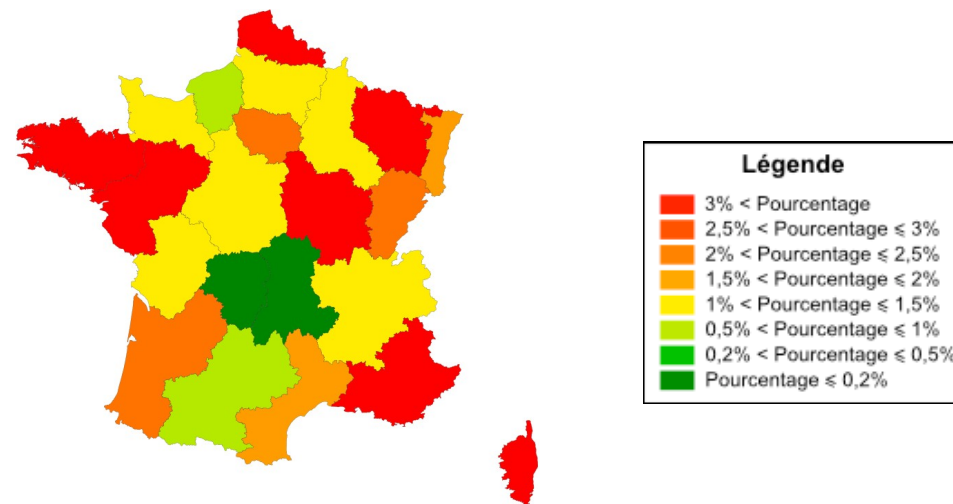 Légende
3% < Pourcentage
2,5% < Pourcentage ⩽ 3%
2% < Pourcentage ⩽ 2,5%
1,5% < Pourcentage ⩽ 2%
1% < Pourcentage ⩽ 1,5%
0,5% < Pourcentage ⩽ 1%
0,2% < Pourcentage ⩽ 0,5%
Pourcentage ⩽ 0,2%